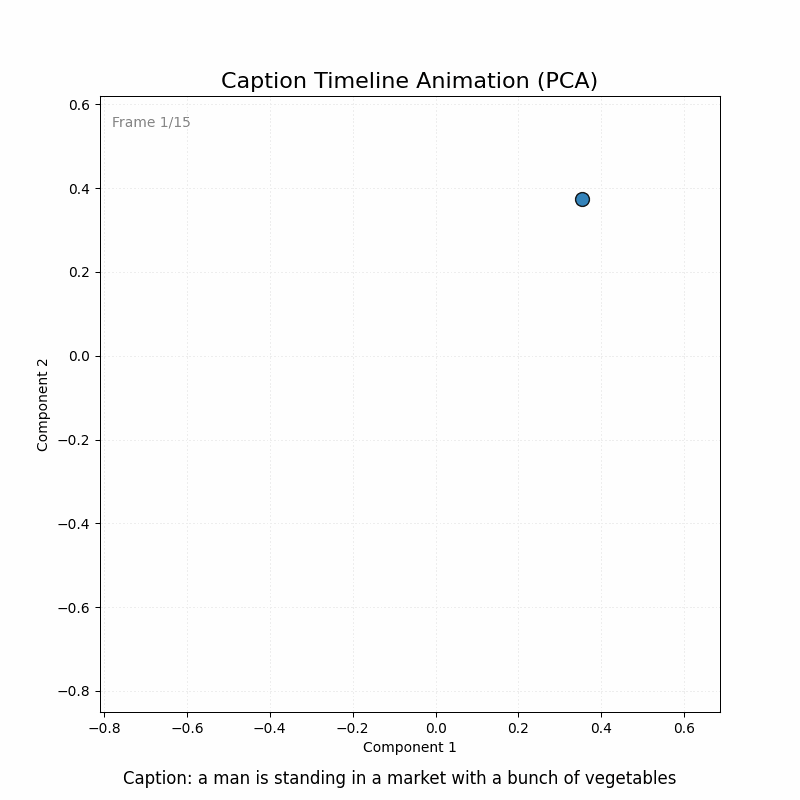 Caption Timeline Animation (PCA)
Frame 1/15
0.6
0.4
0.2
0.0
−0.2
−0.4
−0.6
−0.8
Component 2
−0.8 −0.6 −0.4 −0.2 0.0 0.2 0.4 0.6
Component 1
Caption: a man is standing in a market with a bunch of vegetables